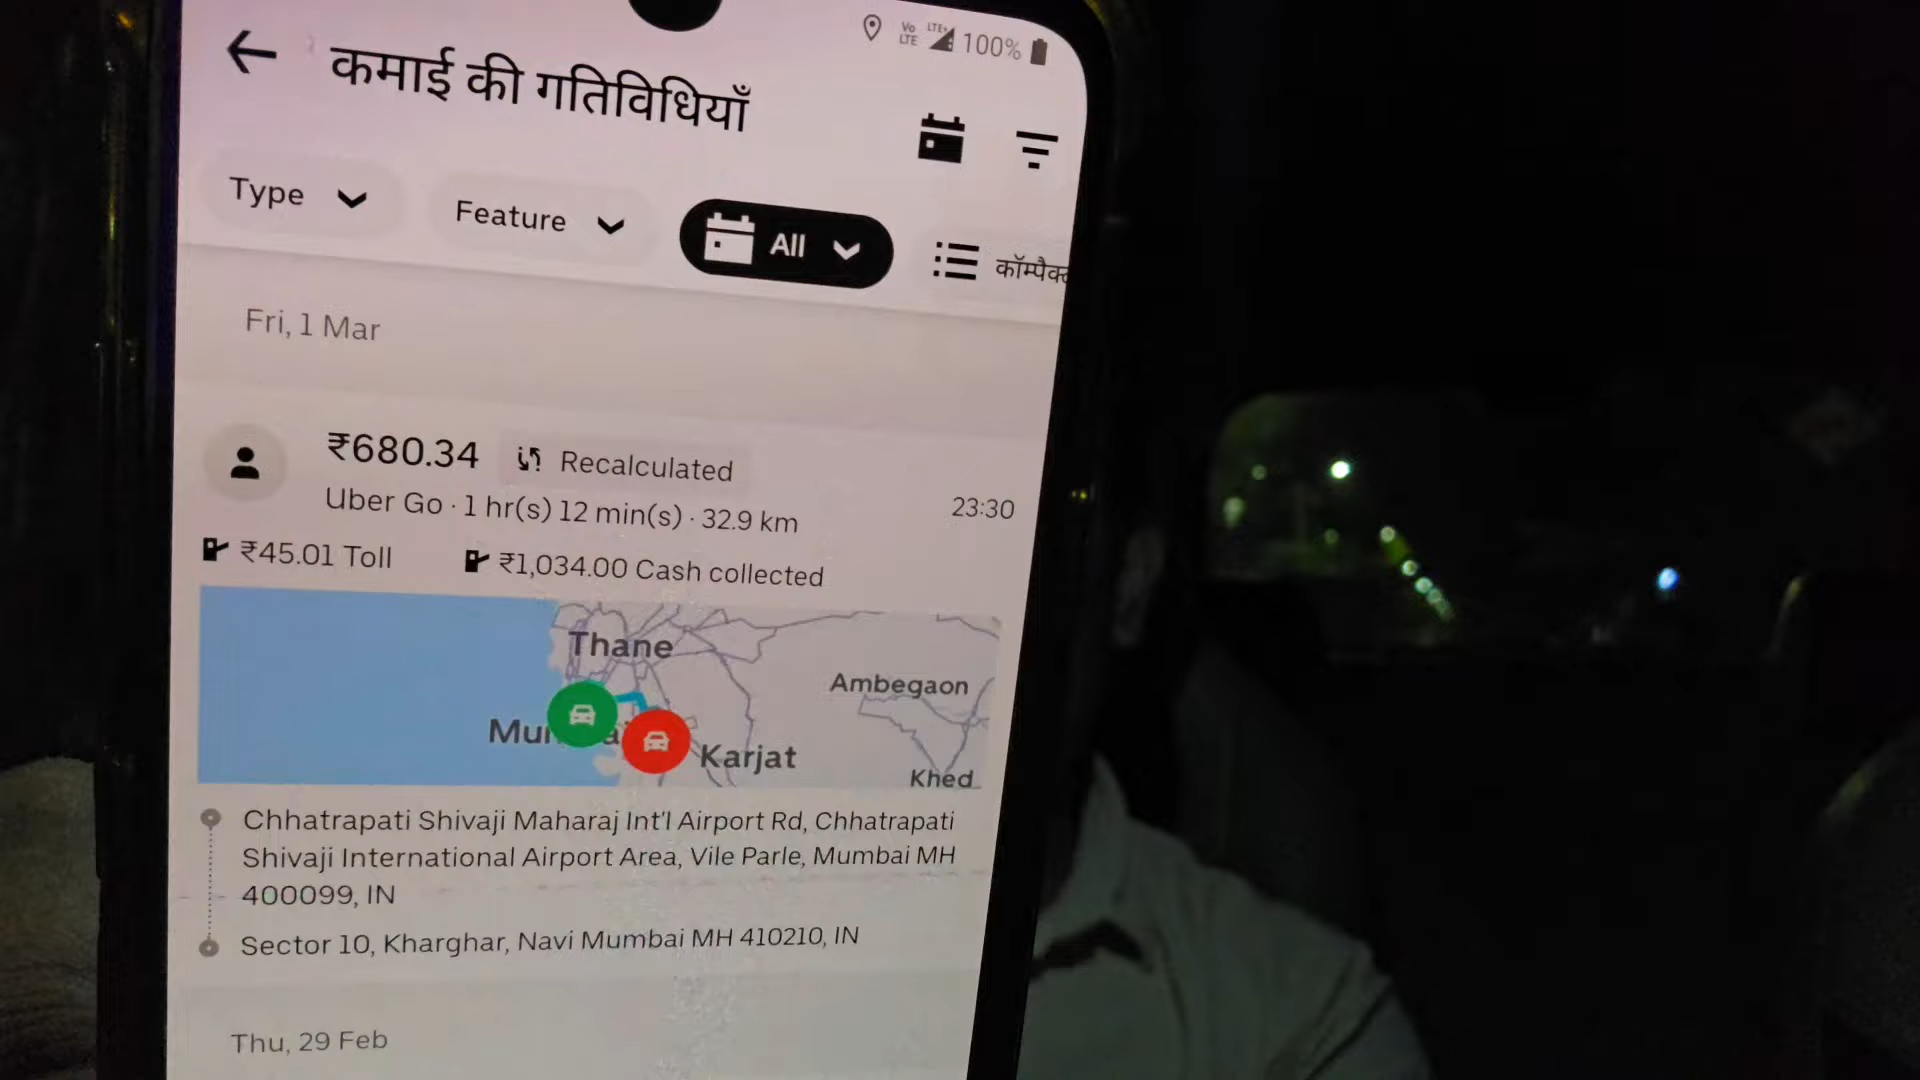 Vo LTE LTE+ 100%
कमाई की गतिविधियाँ
Type Feature All
Fri, 1 Mar
₹680.34 Recalculated
Uber Go · 1 hr(s) 12 min(s) · 32.9 km 23:30
₹45.01 Toll ₹1,034.00 Cash collected
Thane
Ambegaon
Karjat
Khed
Chhatrapati Shivaji Maharaj Int'l Airport Rd, Chhatrapati
Shivaji International Airport Area, Vile Parle, Mumbai MH
400099, IN
Sector 10, Kharghar, Navi Mumbai MH 410210, IN
Thu, 29 Feb